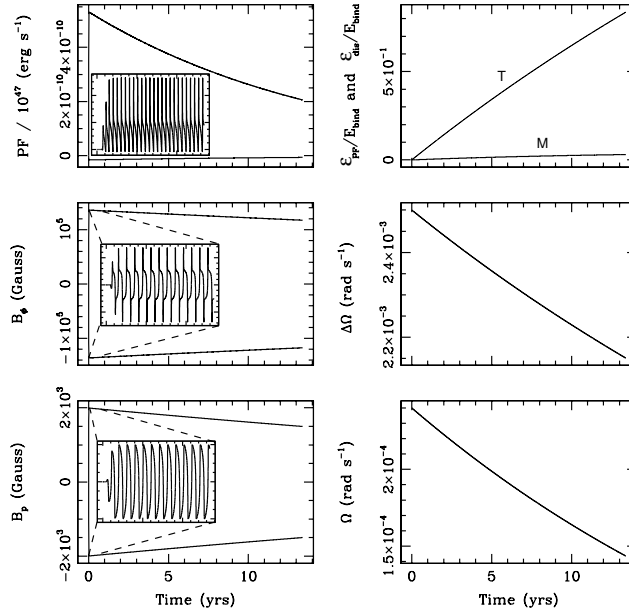 PF / 10⁴⁷ (erg s⁻¹)
4×10⁻¹⁰
2×10⁻¹⁰
0
ℰ_PF/E_bind and ℰ_dis/E_bind
5×10⁻¹
0
T
M
B_ϕ (Gauss)
10⁵
0
−1×10⁵
ΔΩ (rad s⁻¹)
2.4×10⁻³
2.2×10⁻³
B_p (Gauss)
2×10³
0
−2×10³
0 5 10
Time (yrs)
Ω (rad s⁻¹)
2×10⁻⁴
1.5×10⁻⁴
0 5 10
Time (yrs)